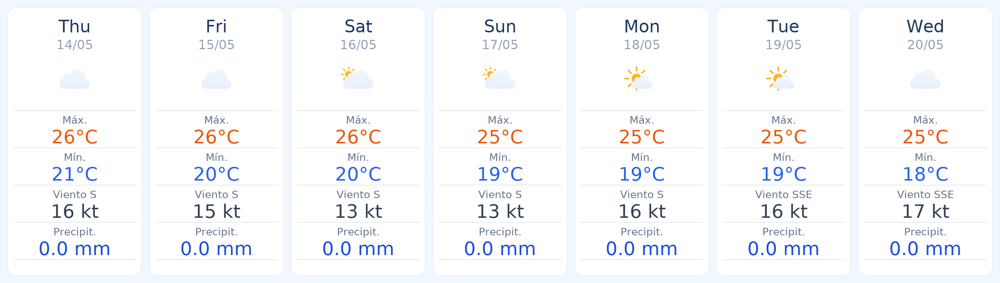 Thu
14/05
Máx.
26°C
Mín.
21°C
Viento S
16 kt
Precipit.
0.0 mm
Fri
15/05
Máx.
26°C
Mín.
20°C
Viento S
15 kt
Precipit.
0.0 mm
Sat
16/05
Máx.
26°C
Mín.
20°C
Viento S
13 kt
Precipit.
0.0 mm
Sun
17/05
Máx.
25°C
Mín.
19°C
Viento S
13 kt
Precipit.
0.0 mm
Mon
18/05
Máx.
25°C
Mín.
19°C
Viento S
16 kt
Precipit.
0.0 mm
Tue
19/05
Máx.
25°C
Mín.
19°C
Viento SSE
16 kt
Precipit.
0.0 mm
Wed
20/05
Máx.
25°C
Mín.
18°C
Viento SSE
17 kt
Precipit.
0.0 mm